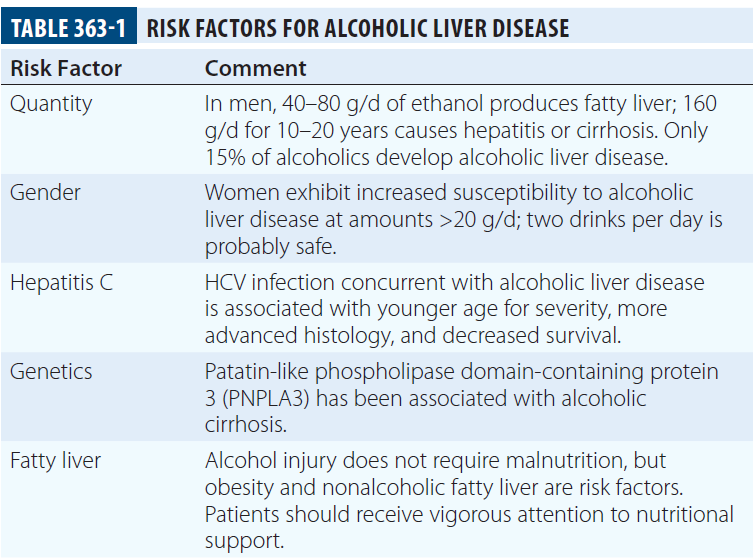 TABLE 363-1 RISK FACTORS FOR ALCOHOLIC LIVER DISEASE
Risk Factor Comment
Quantity In men, 40–80 g/d of ethanol produces fatty liver; 160
g/d for 10–20 years causes hepatitis or cirrhosis. Only
15% of alcoholics develop alcoholic liver disease.
Gender Women exhibit increased susceptibility to alcoholic
liver disease at amounts >20 g/d; two drinks per day is
probably safe.
Hepatitis C HCV infection concurrent with alcoholic liver disease
is associated with younger age for severity, more
advanced histology, and decreased survival.
Genetics Patatin-like phospholipase domain-containing protein
3 (PNPLA3) has been associated with alcoholic
cirrhosis.
Fatty liver Alcohol injury does not require malnutrition, but
obesity and nonalcoholic fatty liver are risk factors.
Patients should receive vigorous attention to nutritional
support.